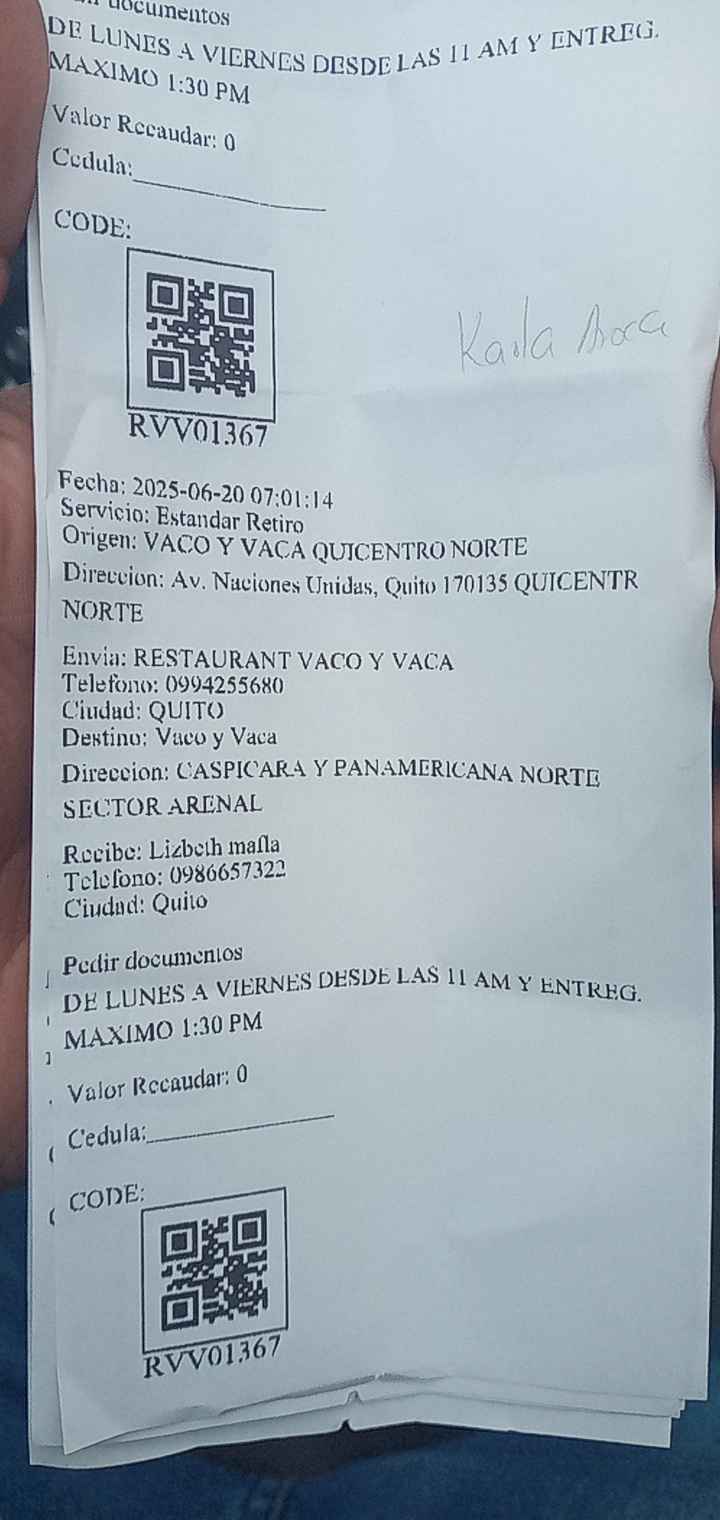 documentos
DE LUNES A VIERNES DESDE LAS 11 AM Y ENTREG.
MAXIMO 1:30 PM
Valor Recaudar: 0
Cedula:
CODE:
Karla
RVV01367
Fecha: 2025-06-20 07:01:14
Servicio: Estandar Retiro
Origen: VACO Y VACA QUICENTRO NORTE
Direccion: Av. Naciones Unidas, Quito 170135 QUICENTR
NORTE
Envia: RESTAURANT VACO Y VACA
Telefono: 0994255680
Ciudad: QUITO
Destino: Vaco y Vaca
Direccion: CASPICARA Y PANAMERICANA NORTE
SECTOR ARENAL
Recibe: Lizbeth mafla
Telefono: 0986657322
Ciudad: Quito
Pedir documentos
DE LUNES A VIERNES DESDE LAS 11 AM Y ENTREG.
MAXIMO 1:30 PM
Valor Recaudar: 0
Cedula:
CODE:
RVV01367